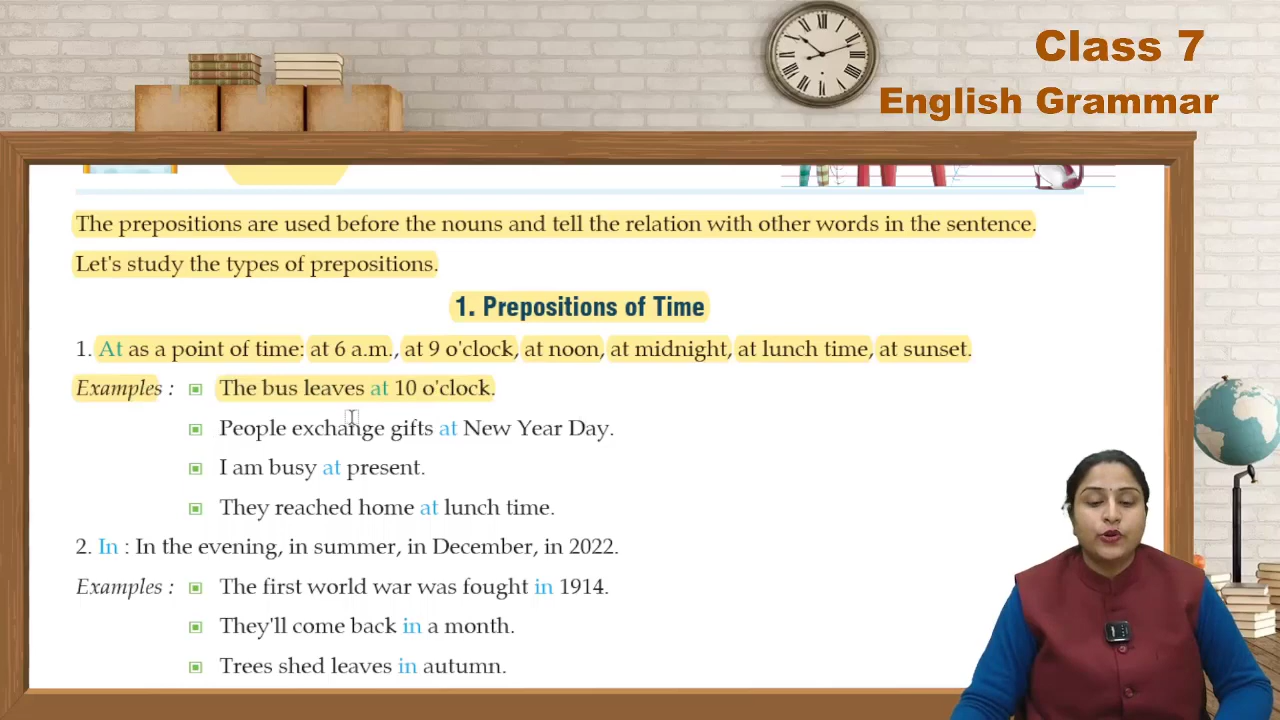 Class 7
English Grammar
The prepositions are used before the nouns and tell the relation with other words in the sentence.
Let's study the types of prepositions.
1. Prepositions of Time
1. At as a point of time: at 6 a.m., at 9 o'clock, at noon, at midnight, at lunch time, at sunset.
Examples : The bus leaves at 10 o'clock.
People exchange gifts at New Year Day.
I am busy at present.
They reached home at lunch time.
2. In : In the evening, in summer, in December, in 2022.
Examples : The first world war was fought in 1914.
They'll come back in a month.
Trees shed leaves in autumn.